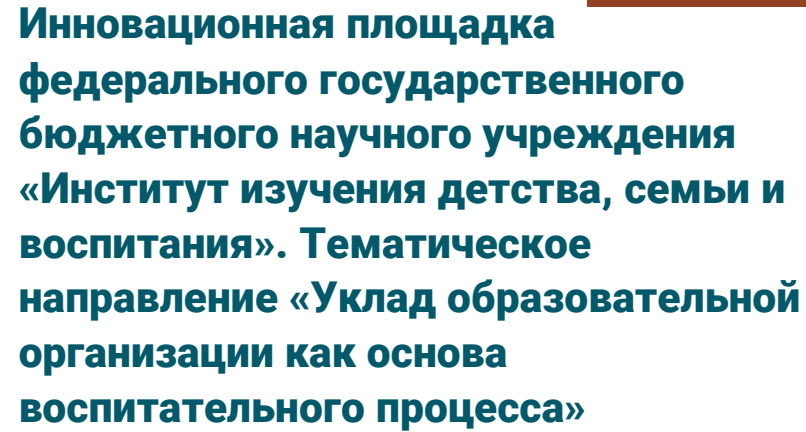 Инновационная площадка
федерального государственного
бюджетного научного учреждения
«Институт изучения детства, семьи и
воспитания». Тематическое
направление «Уклад образовательной
организации как основа
воспитательного процесса»